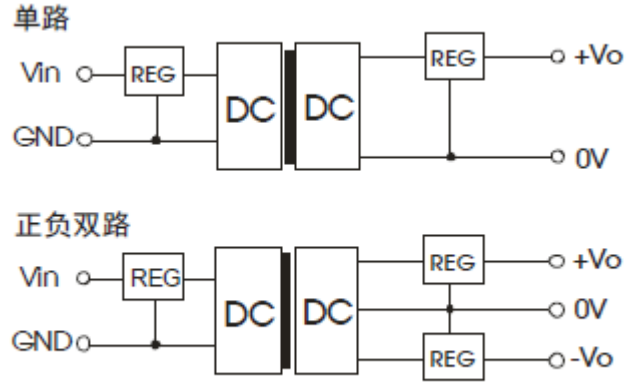 单路
Vin REG DC DC REG +Vo
GND 0V
正负双路
Vin REG DC DC REG +Vo
0V
GND REG -Vo